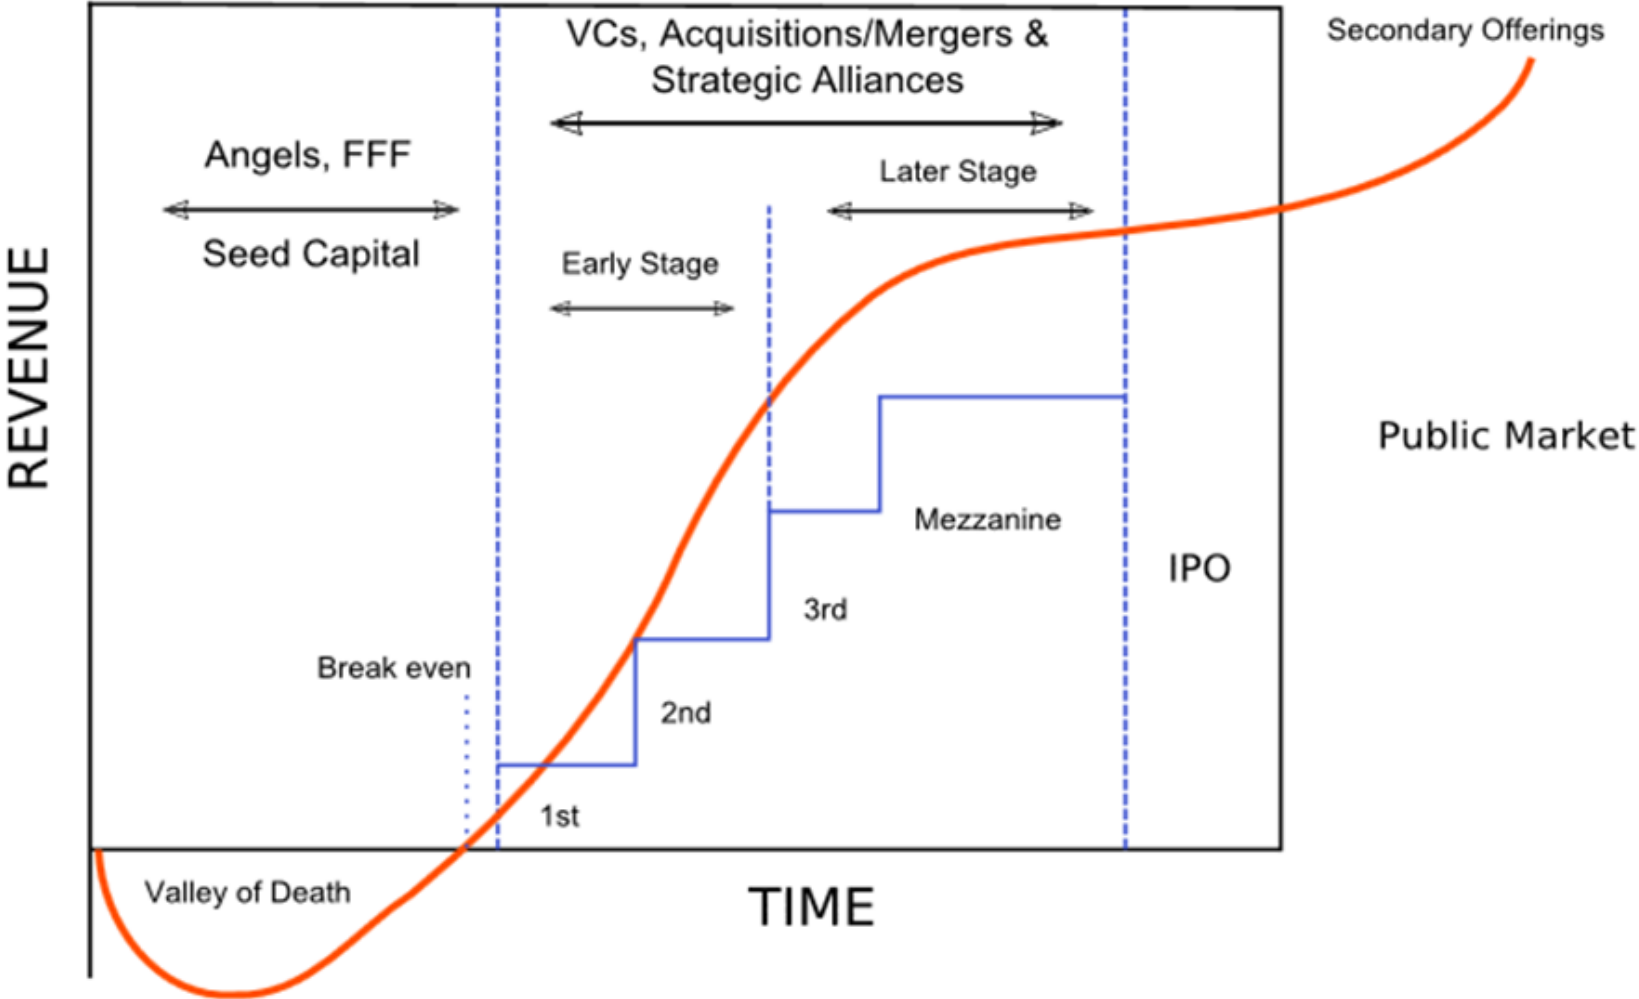 VCs, Acquisitions/Mergers &
Strategic Alliances
Secondary Offerings
Angels, FFF
Seed Capital
Later Stage
Early Stage
REVENUE
Public Market
Mezzanine
IPO
3rd
Break even
2nd
1st
Valley of Death
TIME